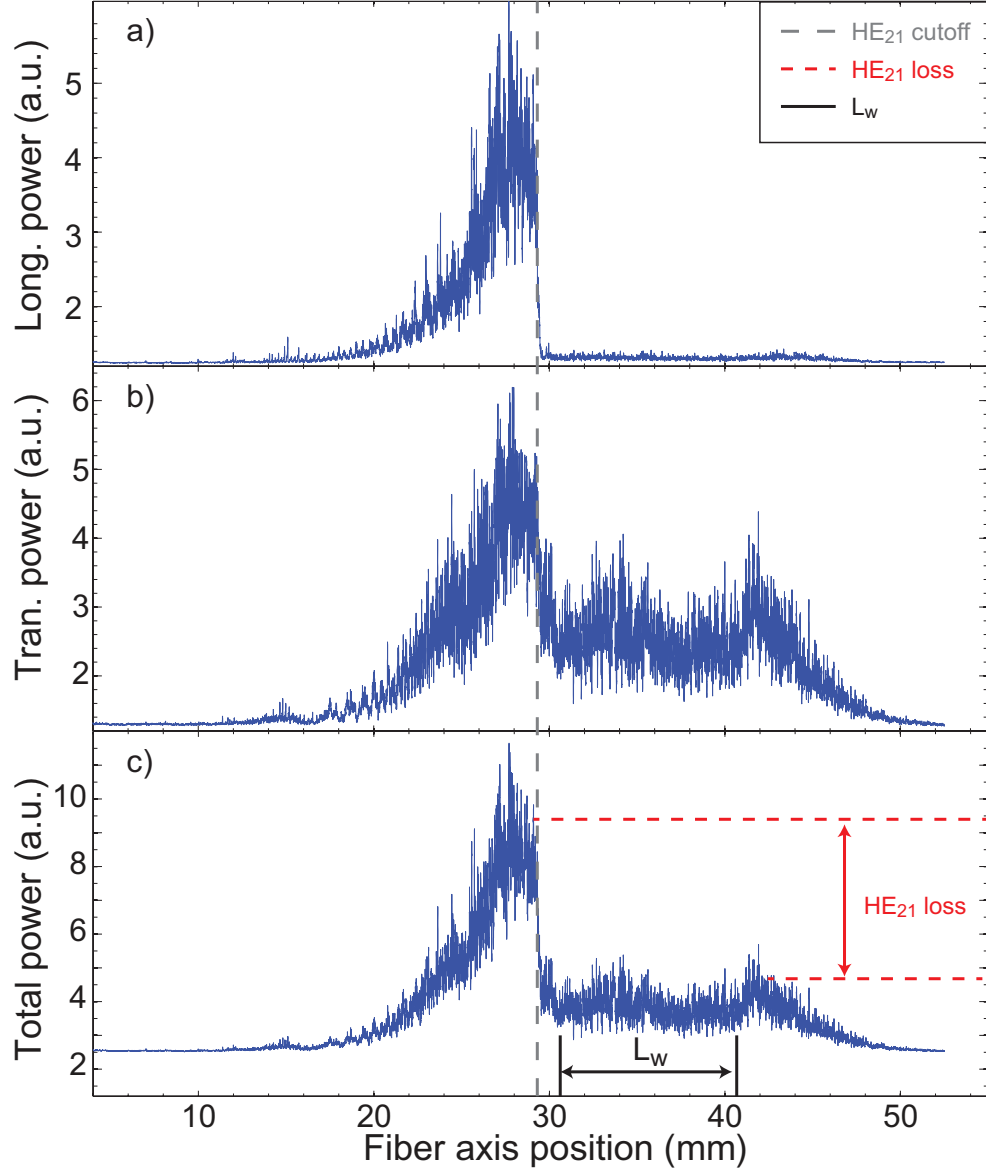 a)
HE21 cutoff
HE21 loss
Lw
Long. power (a.u.)
5
4
3
2
b)
Tran. power (a.u.)
6
5
4
3
2
c)
Total power (a.u.)
10
8
6
4
2
HE21 loss
Lw
10 20 30 40 50
Fiber axis position (mm)